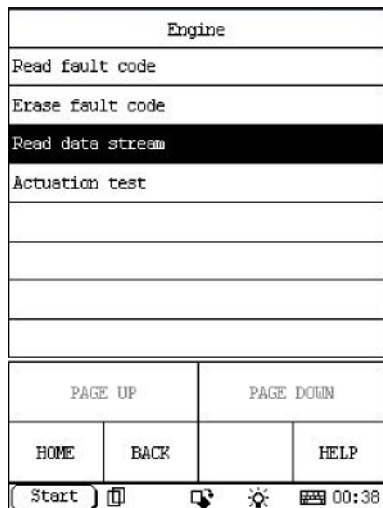 Engine
Read fault code
Erase fault code
Read data stream
Actuation test
PAGE UP PAGE DOWN
HOME BACK HELP
Start 00:38